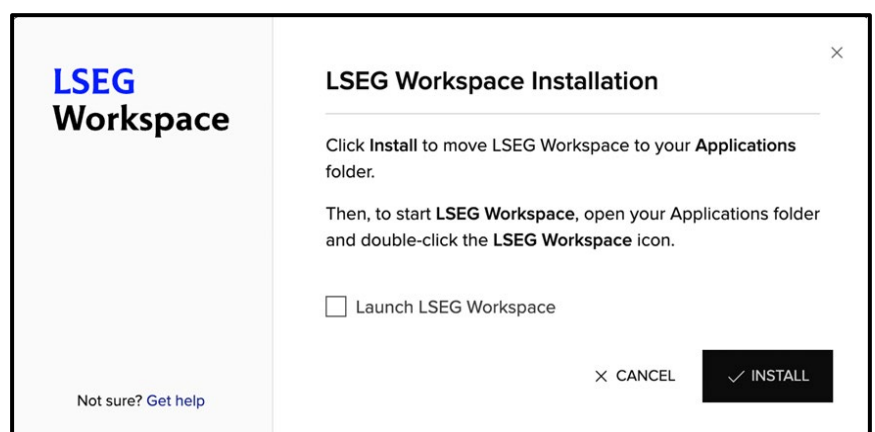 LSEG
Workspace
LSEG Workspace Installation
Click Install to move LSEG Workspace to your Applications
folder.
Then, to start LSEG Workspace, open your Applications folder
and double-click the LSEG Workspace icon.
Launch LSEG Workspace
CANCEL
INSTALL
Not sure? Get help